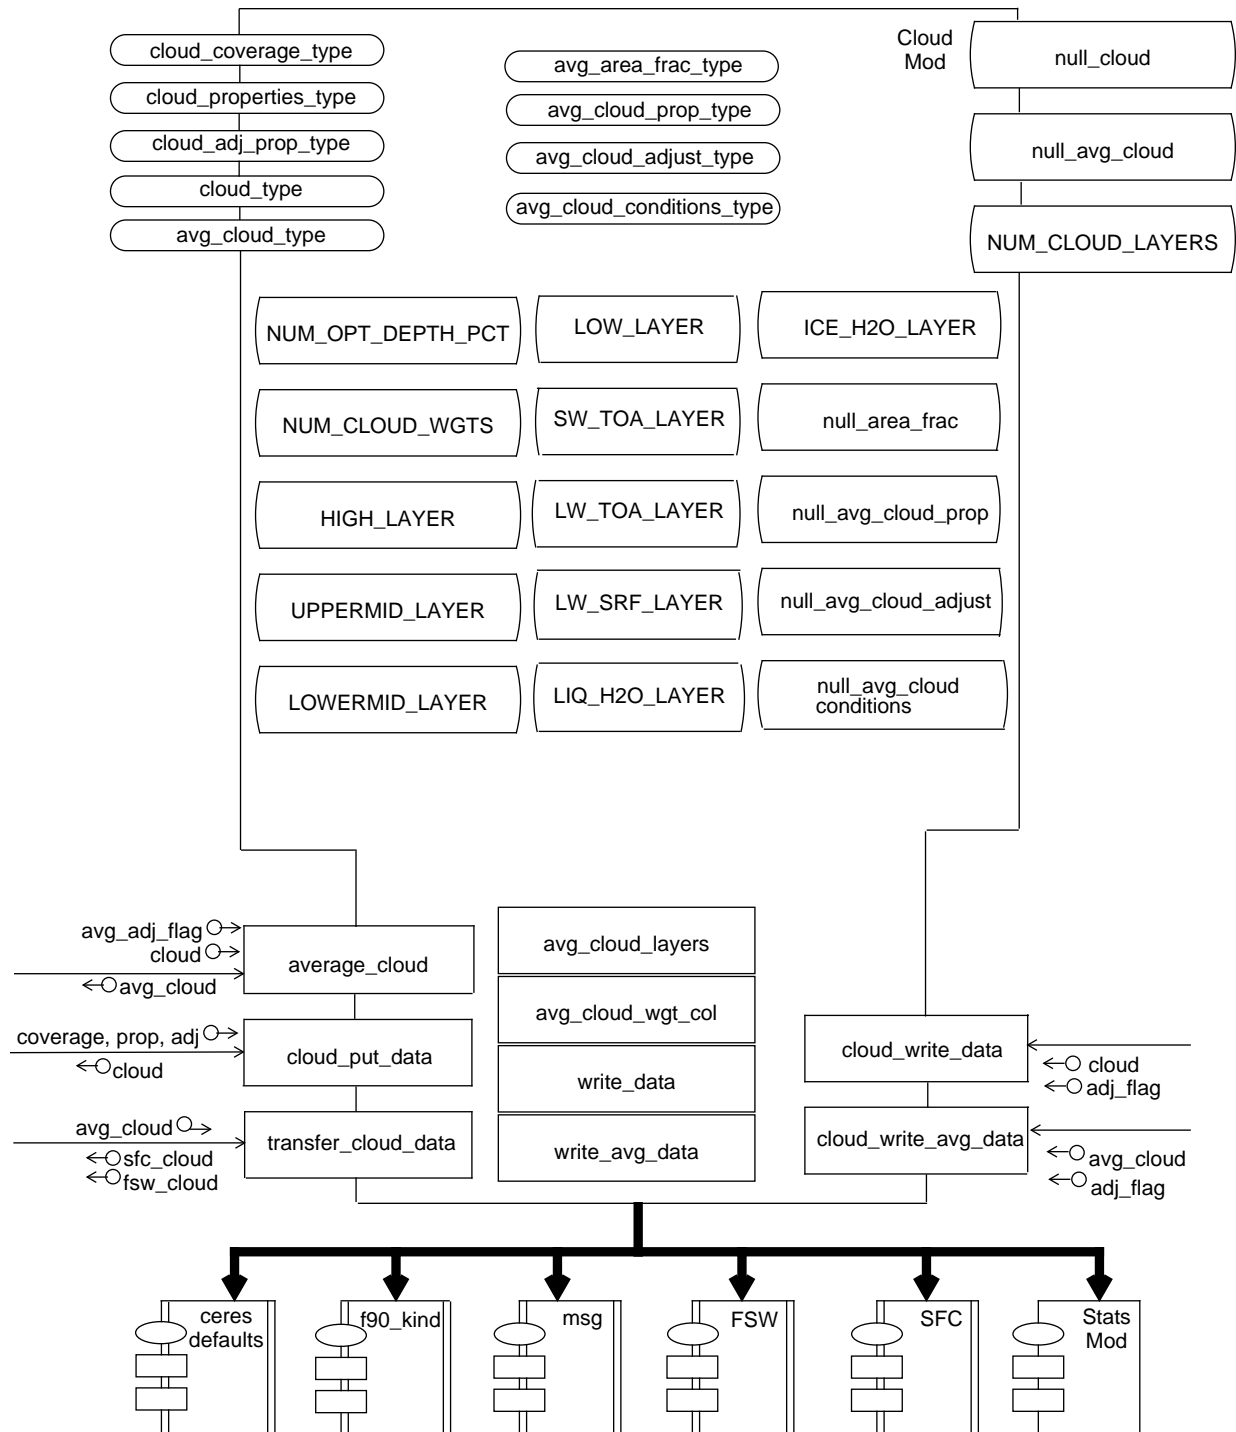 cloud_coverage_type
cloud_properties_type
cloud_adj_prop_type
cloud_type
avg_cloud_type
avg_area_frac_type
avg_cloud_prop_type
avg_cloud_adjust_type
avg_cloud_conditions_type
Cloud
Mod
null_cloud
null_avg_cloud
NUM_CLOUD_LAYERS
NUM_OPT_DEPTH_PCT
LOW_LAYER
ICE_H2O_LAYER
NUM_CLOUD_WGTS
SW_TOA_LAYER
null_area_frac
HIGH_LAYER
LW_TOA_LAYER
null_avg_cloud_prop
UPPERMID_LAYER
LW_SRF_LAYER
null_avg_cloud_adjust
LOWERMID_LAYER
LIQ_H2O_LAYER
null_avg_cloud
conditions
avg_adj_flag
cloud
avg_cloud
average_cloud
coverage, prop, adj
cloud
cloud_put_data
avg_cloud
sfc_cloud
fsw_cloud
transfer_cloud_data
avg_cloud_layers
avg_cloud_wgt_col
write_data
write_avg_data
cloud_write_data
cloud
adj_flag
cloud_write_avg_data
avg_cloud
adj_flag
ceres
defaults
f90_kind
msg
FSW
SFC
Stats
Mod